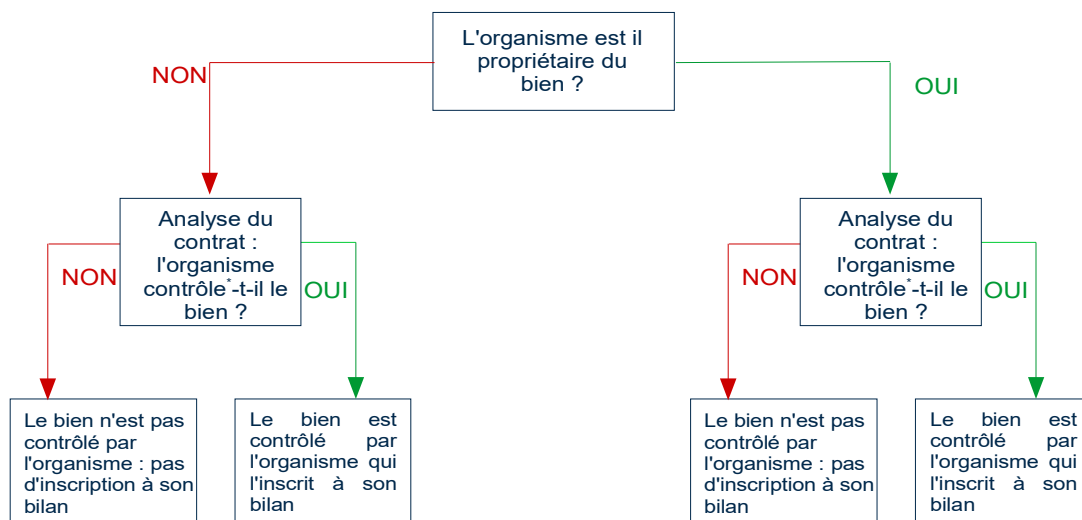 L'organisme est il
propriétaire du
bien ?
NON
OUI
Analyse du
contrat :
l'organisme
contrôle*-t-il le
bien ?
NON
OUI
Analyse du
contrat :
l'organisme
contrôle*-t-il le
bien ?
NON
OUI
Le bien n'est pas
contrôlé par
l'organisme : pas
d'inscription à son
bilan
Le bien est
contrôlé par
l'organisme qui
l'inscrit à son
bilan
Le bien n'est pas
contrôlé par
l'organisme : pas
d'inscription à son
bilan
Le bien est
contrôlé par
l'organisme qui
l'inscrit à son
bilan